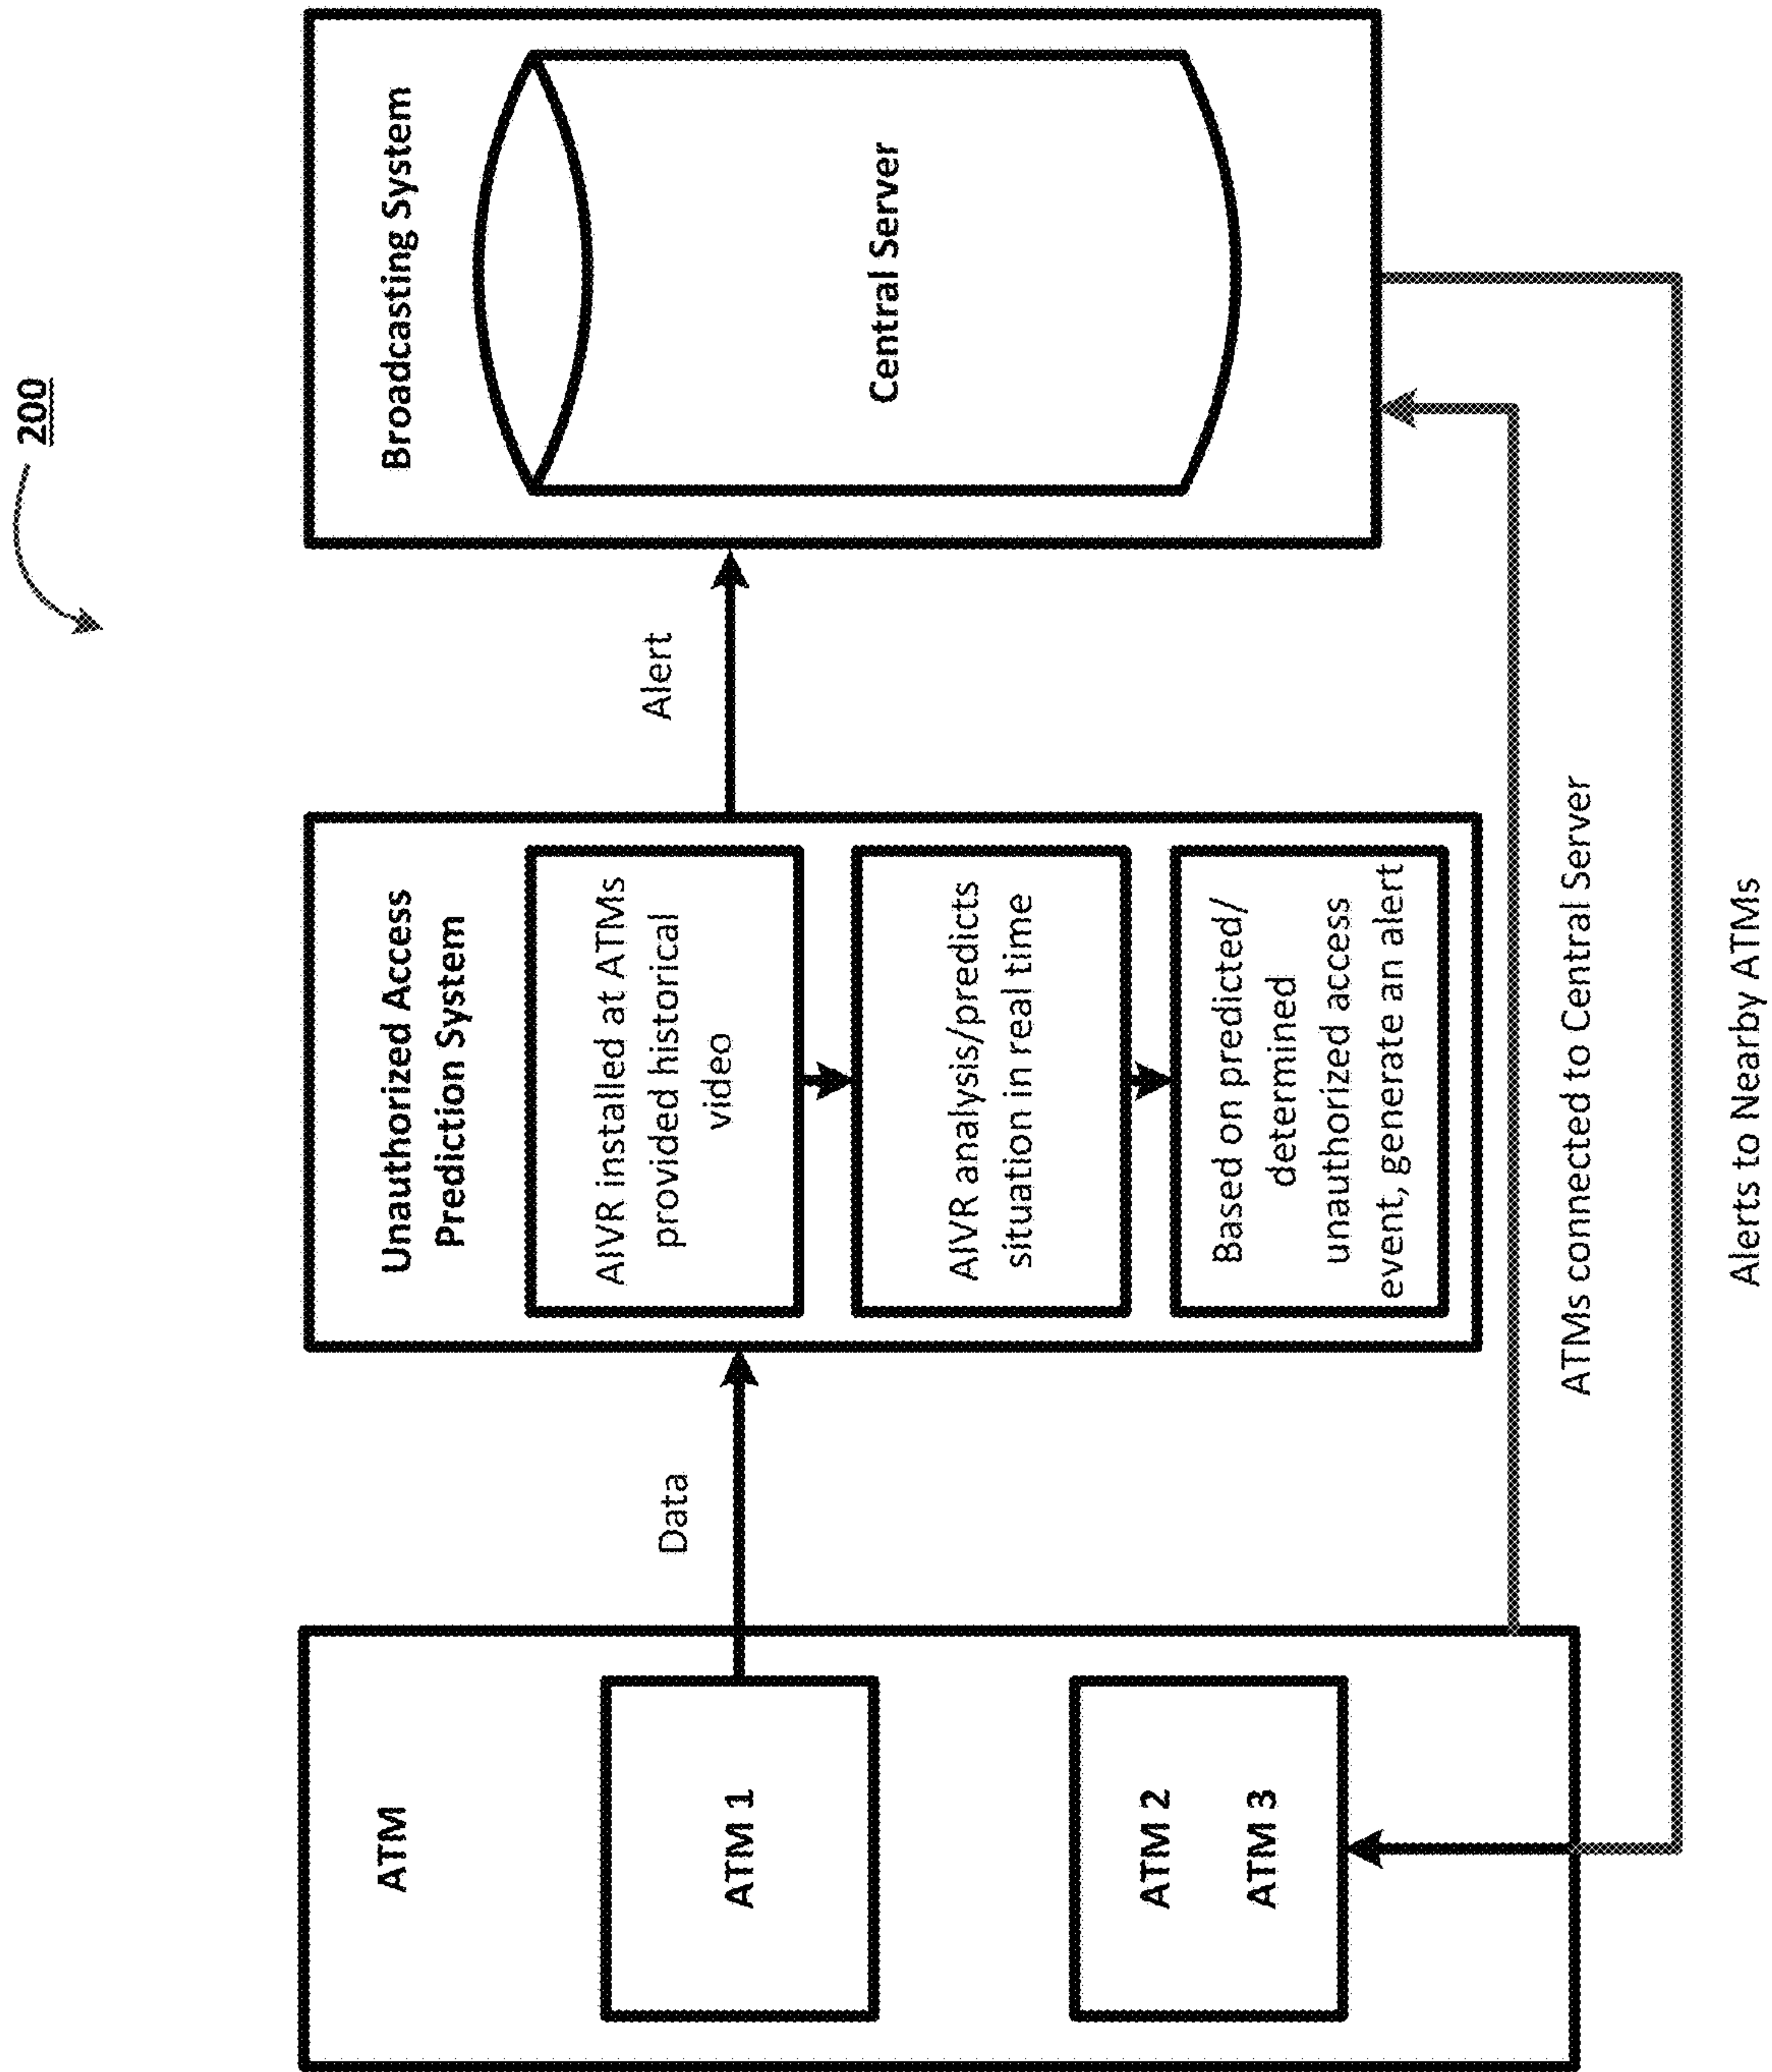 200
ATM
ATM 1
ATM 2
ATM 3
Data
Unauthorized Access
Prediction System
AIVR installed at ATMs
provided historical
video
AIVR analysis/predicts
situation in real time
Based on predicted/
determined
unauthorized access
event, generate an alert
Alert
Broadcasting System
Central Server
ATMs connected to Central Server
Alerts to Nearby ATMs